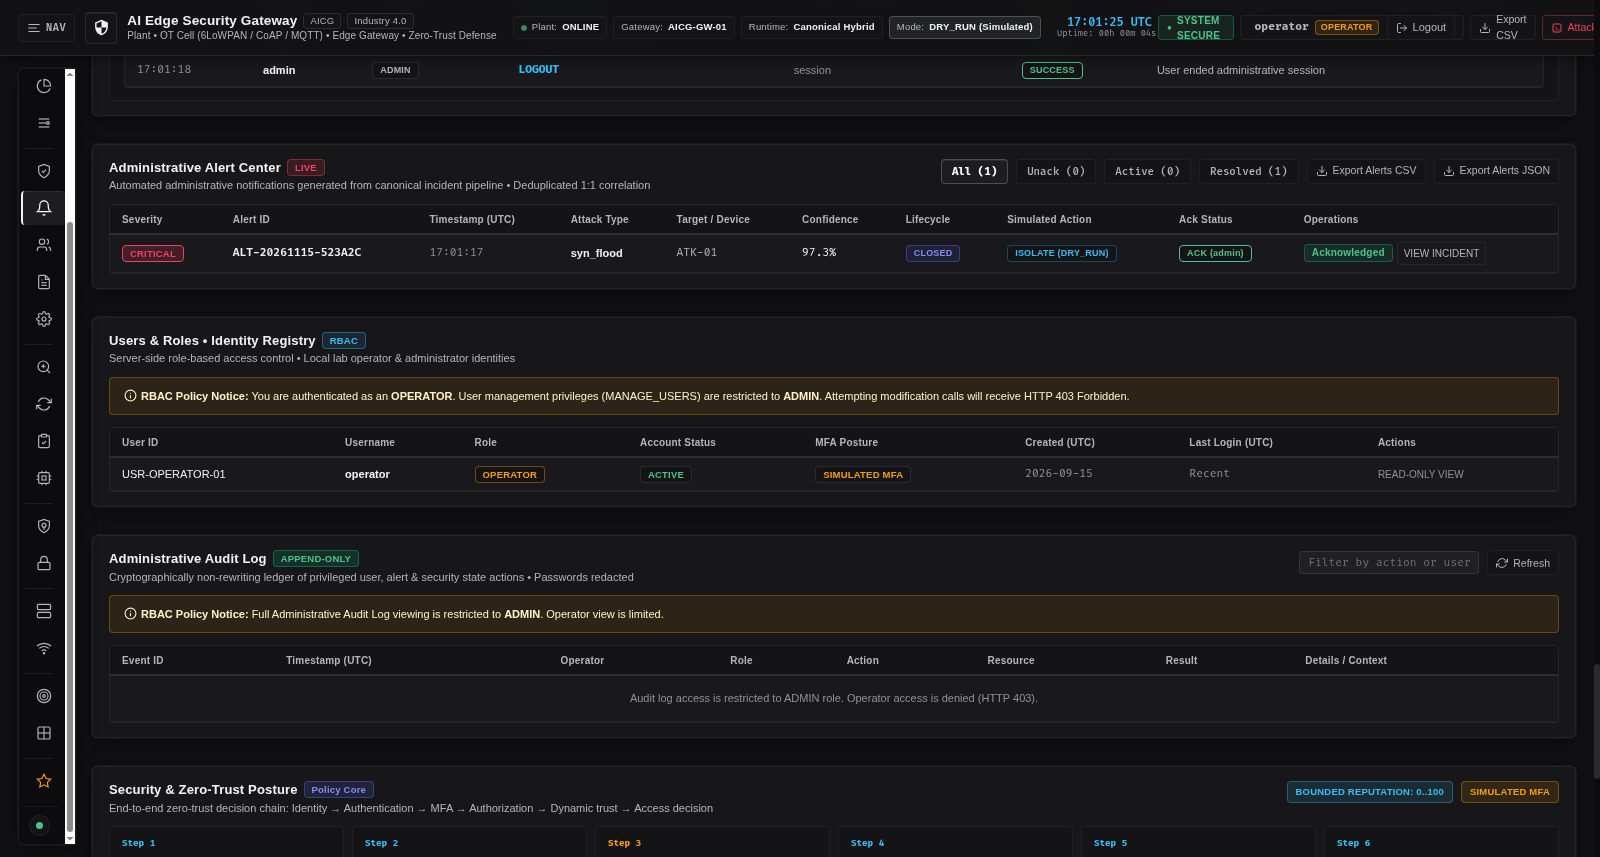 NAV
AI Edge Security Gateway AICG Industry 4.0
Plant • OT Cell (6LoWPAN / CoAP / MQTT) • Edge Gateway • Zero-Trust Defense
Plant: ONLINE
Gateway: AICG-GW-01
Runtime: Canonical Hybrid
Mode: DRY_RUN (Simulated)
17:01:25 UTC
Uptime: 00h 00m 04s
SYSTEM
SECURE
operator OPERATOR
Logout
Export
CSV
Attack
17:01:18 admin ADMIN LOGOUT session SUCCESS User ended administrative session
Administrative Alert Center LIVE
Automated administrative notifications generated from canonical incident pipeline • Deduplicated 1:1 correlation
All (1) Unack (0) Active (0) Resolved (1) Export Alerts CSV Export Alerts JSON
Severity Alert ID Timestamp (UTC) Attack Type Target / Device Confidence Lifecycle Simulated Action Ack Status Operations
CRITICAL ALT-20261115-523A2C 17:01:17 syn_flood ATK-01 97.3% CLOSED ISOLATE (DRY_RUN) ACK (admin) Acknowledged VIEW INCIDENT
Users & Roles • Identity Registry RBAC
Server-side role-based access control • Local lab operator & administrator identities
RBAC Policy Notice: You are authenticated as an OPERATOR. User management privileges (MANAGE_USERS) are restricted to ADMIN. Attempting modification calls will receive HTTP 403 Forbidden.
User ID Username Role Account Status MFA Posture Created (UTC) Last Login (UTC) Actions
USR-OPERATOR-01 operator OPERATOR ACTIVE SIMULATED MFA 2026-09-15 Recent READ-ONLY VIEW
Administrative Audit Log APPEND-ONLY
Cryptographically non-rewriting ledger of privileged user, alert & security state actions • Passwords redacted
Filter by action or user Refresh
RBAC Policy Notice: Full Administrative Audit Log viewing is restricted to ADMIN. Operator view is limited.
Event ID Timestamp (UTC) Operator Role Action Resource Result Details / Context
Audit log access is restricted to ADMIN role. Operator access is denied (HTTP 403).
Security & Zero-Trust Posture Policy Core
End-to-end zero-trust decision chain: Identity → Authentication → MFA → Authorization → Dynamic trust → Access decision
BOUNDED REPUTATION: 0..100 SIMULATED MFA
Step 1 Step 2 Step 3 Step 4 Step 5 Step 6